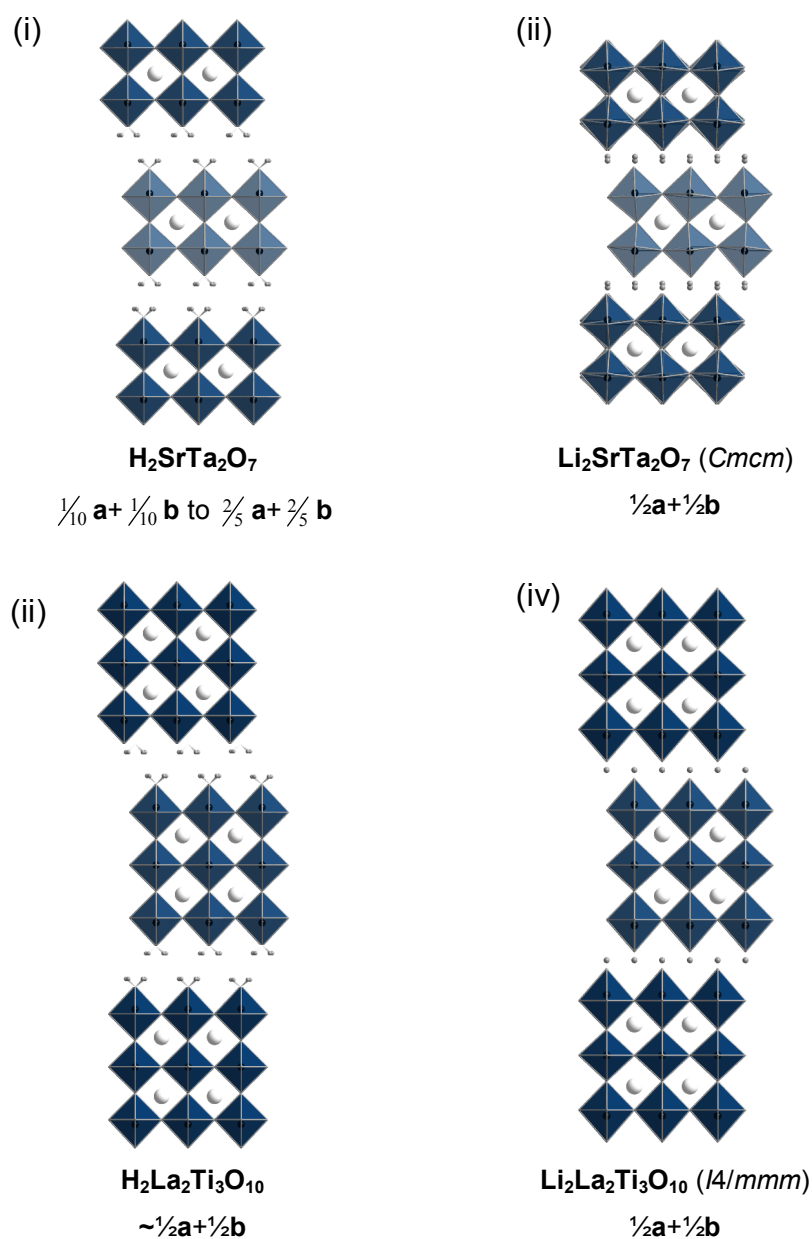 (i)
(ii)
H₂SrTa₂O₇
Li₂SrTa₂O₇ (Cmcm)
1⁄10 a+ 1⁄10 b to 2⁄5 a+ 2⁄5 b
½a+½b
(ii)
(iv)
H₂La₂Ti₃O₁₀
Li₂La₂Ti₃O₁₀ (I4/mmm)
~½a+½b
½a+½b